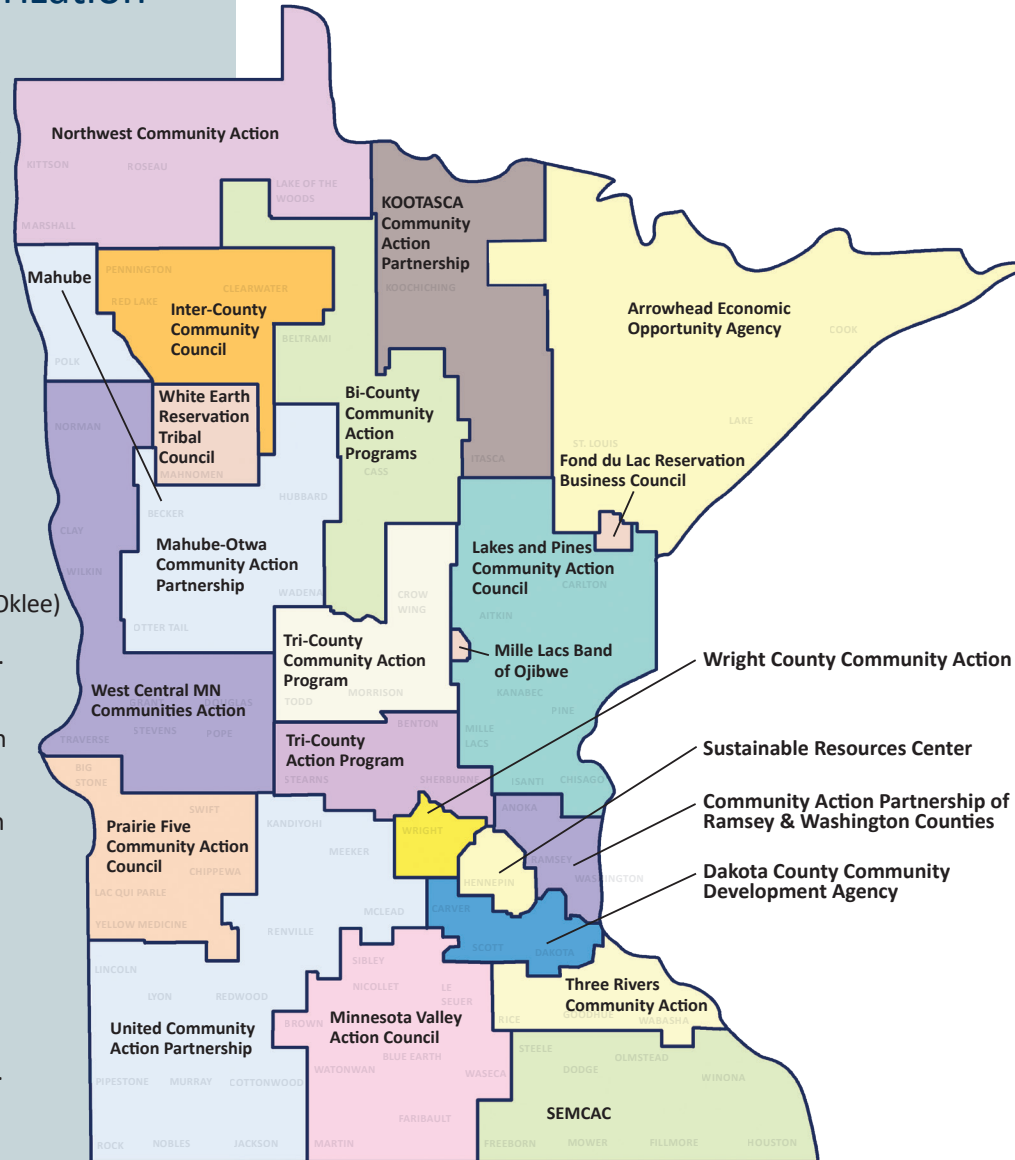 Northwest Community Action
KITTSON
ROSEAU
LAKE OF THE
WOODS
MARSHALL
KOOTASCA
Community
Action
Partnership
KOOCHICHING
Mahube
PENNINGTON
RED LAKE
CLEARWATER
Inter-County
Community
Council
BELTRAMI
POLK
Arrowhead Economic
Opportunity Agency
COOK
LAKE
ST. LOUIS
White Earth
Reservation
Tribal
Council
MAHNOMEN
NORMAN
Bi-County
Community
Action
Programs
CASS
ITASCA
Fond du Lac Reservation
Business Council
HUBBARD
BECKER
CLAY
Mahube-Otwa
Community Action
Partnership
WILKIN
WADENA
OTTER TAIL
Oklee)
CROW
WING
Lakes and Pines
Community Action
Council
CARLTON
AITKIN
Tri-County
Community Action
Program
MORRISON
TODD
Mille Lacs Band
of Ojibwe
KANABEC
PINE
MILLE
LACS
ISANTI
CHISAGO
Wright County Community Action
West Central MN
Communities Action
GRANT
DOUGLAS
STEVENS
POPE
TRAVERSE
BENTON
Tri-County
Action Program
STEARNS
SHERBURNE
Sustainable Resources Center
BIG
STONE
SWIFT
Prairie Five
Community Action
Council
CHIPPEWA
LAC QUI PARLE
YELLOW MEDICINE
KANDIYOHI
MEEKER
WRIGHT
ANOKA
RAMSEY
WASHINGTON
HENNEPIN
Community Action Partnership of
Ramsey & Washington Counties
Dakota County Community
Development Agency
MCLEAD
CARVER
RENVILLE
SCOTT
DAKOTA
SIBLEY
LINCOLN
LYON
REDWOOD
NICOLLET
LE
SEUER
Three Rivers
Community Action
RICE
GOODHUE
WABASHA
United Community
Action Partnership
BROWN
Minnesota Valley
Action Council
BLUE EARTH
WATONWAN
WASECA
STEELE
OLMSTEAD
DODGE
WINONA
PIPESTONE
MURRAY
COTTONWOOD
SEMCAC
FARIBAULT
ROCK
NOBLES
JACKSON
MARTIN
FREEBORN
MOWER
FILLMORE
HOUSTON